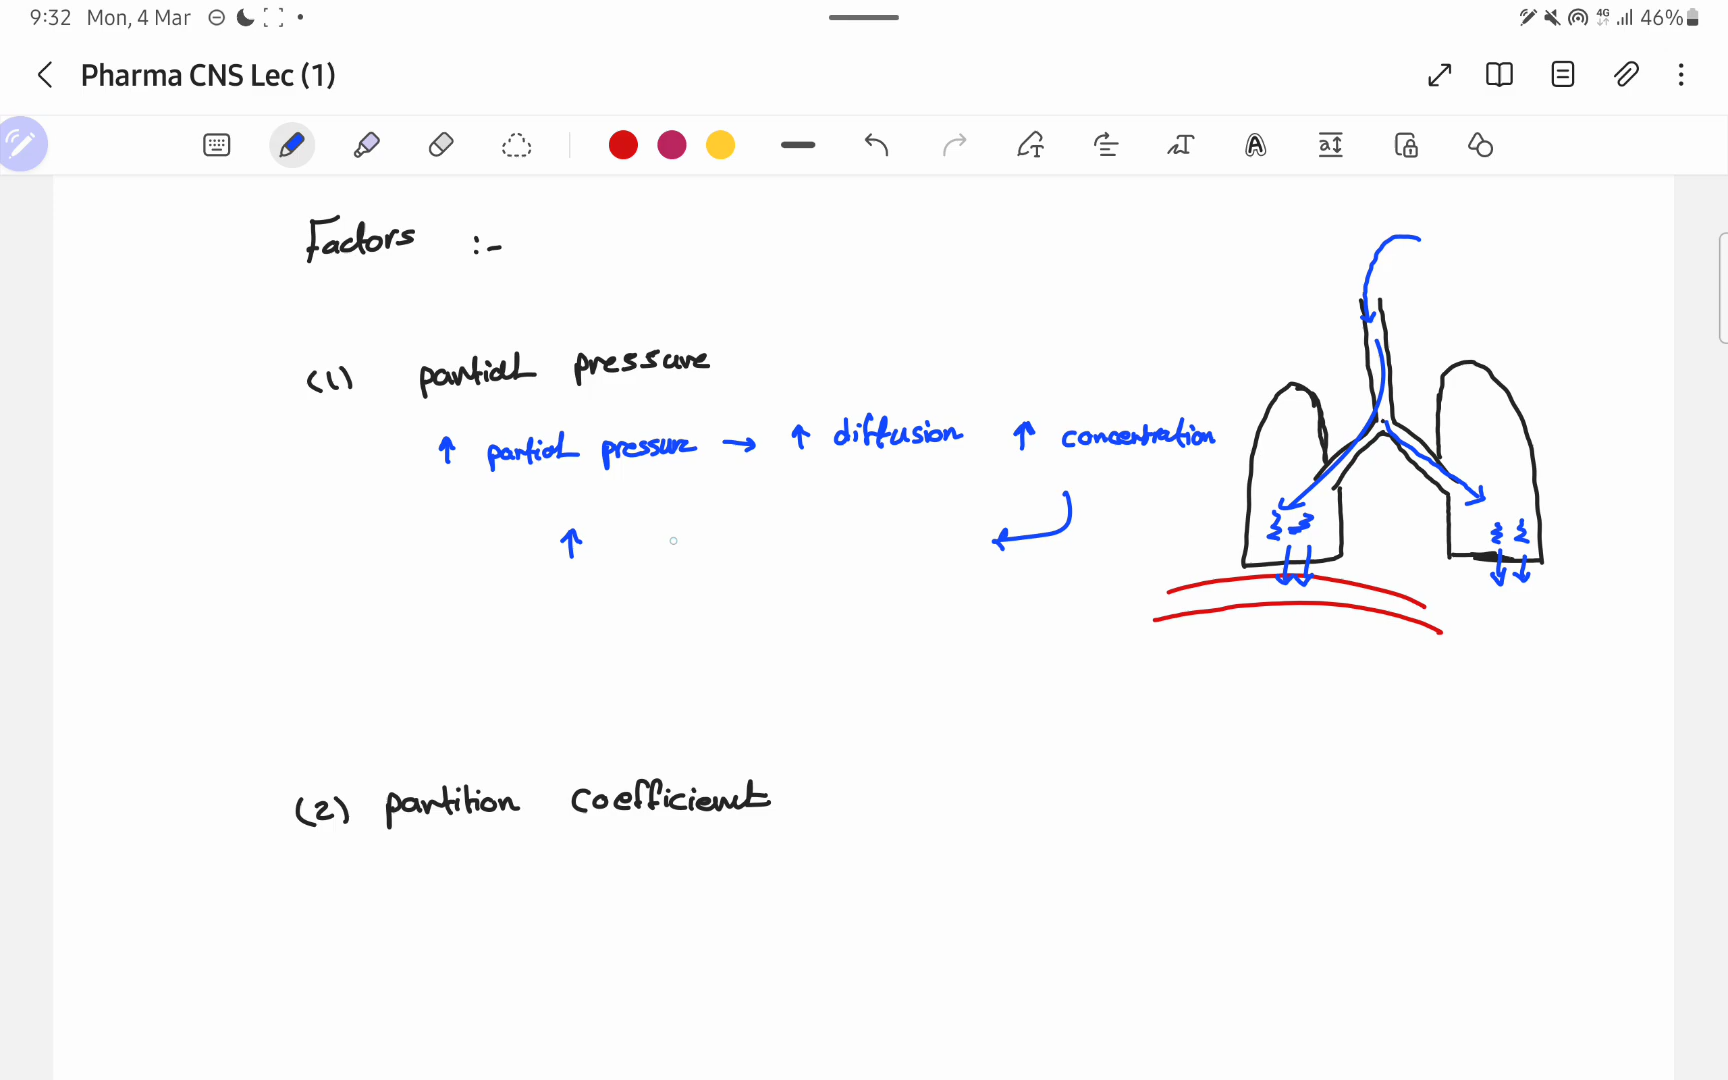 9:32 Mon, 4 Mar
4G 46%
Pharma CNS Lec (1)
Factors :-
(1) partial pressure
↑ partial pressure → ↑ diffusion ↑ concentration
↑
(2) partition coefficient